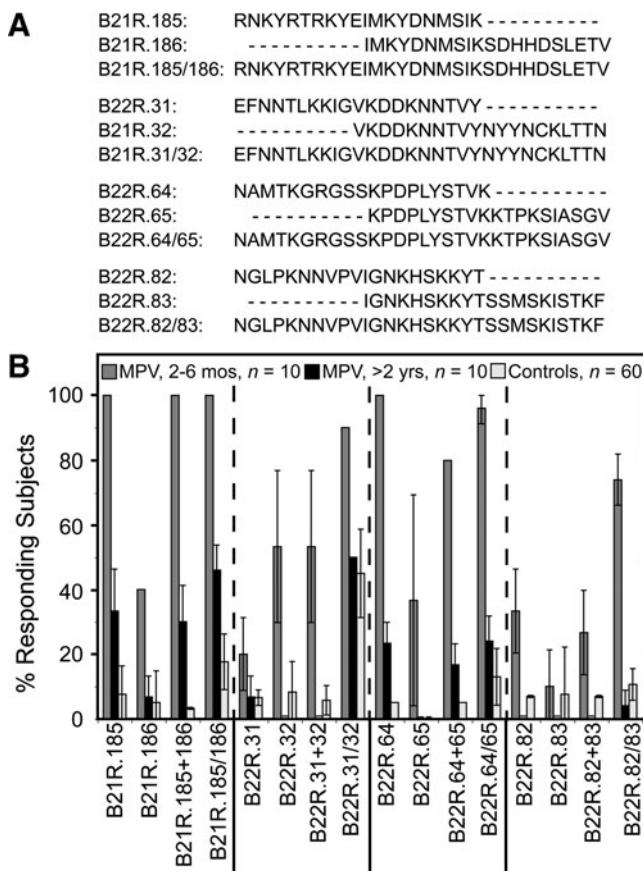 A
B21R.185: RNKYRTRKYEIMKYDNMSIK - - - - - - - - - -
B21R.186: - - - - - - - - - - IMKYDNMSIKSDHHDSLETV
B21R.185/186: RNKYRTRKYEIMKYDNMSIKSDHHDSLETV
B22R.31: EFNNTLKKIGVKDDKNNTVY - - - - - - - - - -
B21R.32: - - - - - - - - - - VKDDKNNTVYNYYNCKLTTN
B21R.31/32: EFNNTLKKIGVKDDKNNTVYNYYNCKLTTN
B22R.64: NAMTKGRGSSKPDPLYSTVK - - - - - - - - - -
B22R.65: - - - - - - - - - - KPDPLYSTVKKTPKSIASGV
B22R.64/65: NAMTKGRGSSKPDPLYSTVKKTPKSIASGV
B22R.82: NGLPKNNVPVIGNKHSKKYT - - - - - - - - - -
B22R.83: - - - - - - - - - - IGNKHSKKYTSSMSKISTKF
B22R.82/83: NGLPKNNVPVIGNKHSKKYTSSMSKISTKF
B
MPV, 2-6 mos, n = 10 MPV, >2 yrs, n = 10 Controls, n = 60
% Responding Subjects
100
80
60
40
20
0
B21R.185
B21R.186
B21R.185+186
B21R.185/186
B22R.31
B22R.32
B22R.31+32
B22R.31/32
B22R.64
B22R.65
B22R.64+65
B22R.64/65
B22R.82
B22R.83
B22R.82+83
B22R.82/83